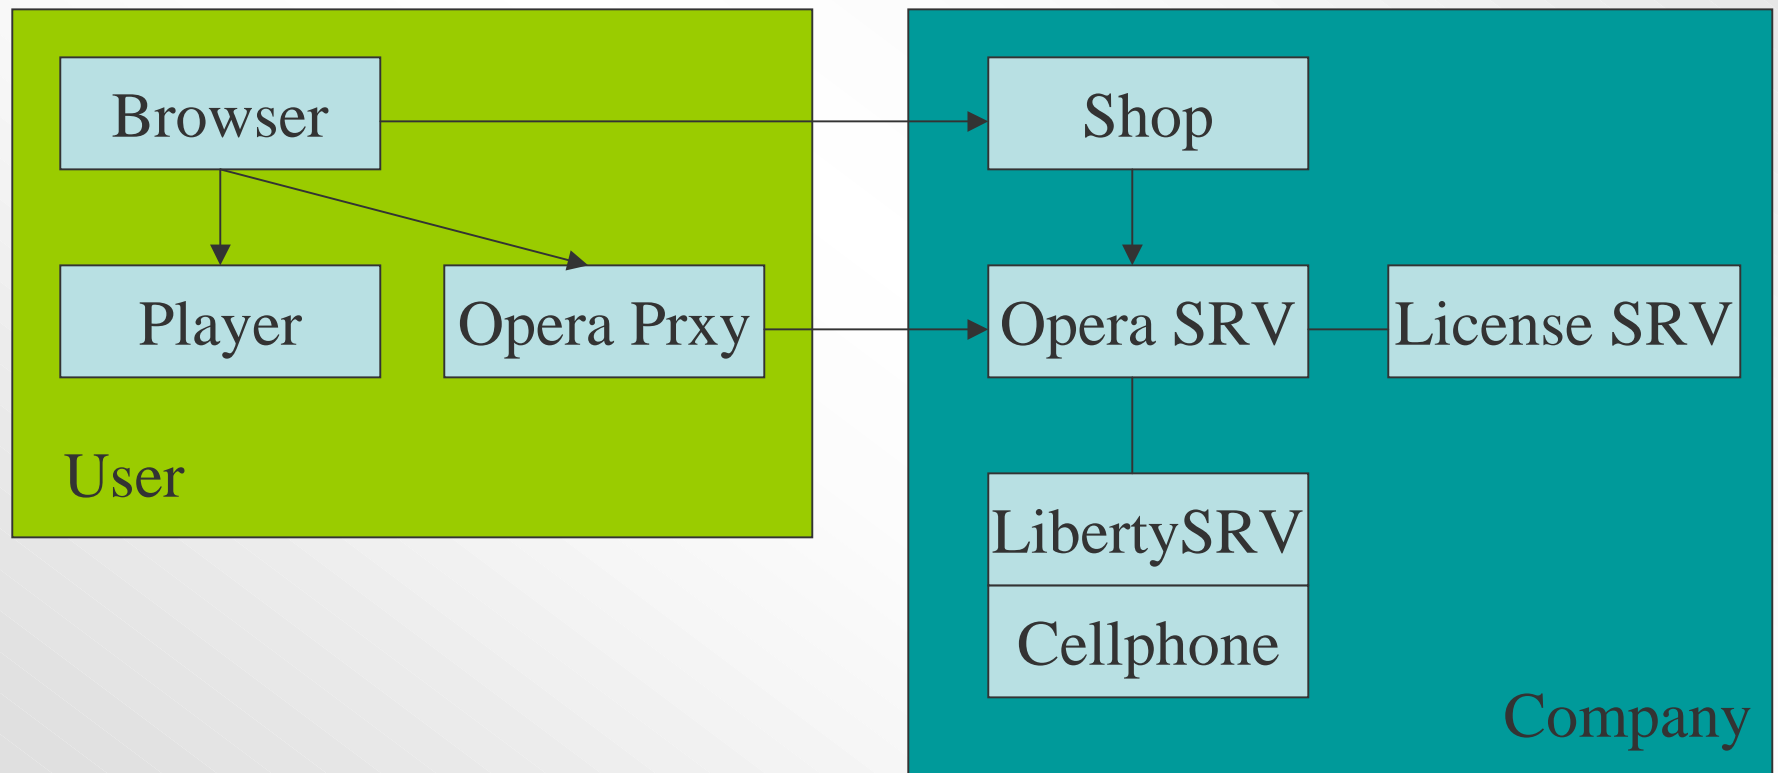 Browser
Shop
Player
Opera Prxy
Opera SRV
License SRV
User
LibertySRV
Cellphone
Company